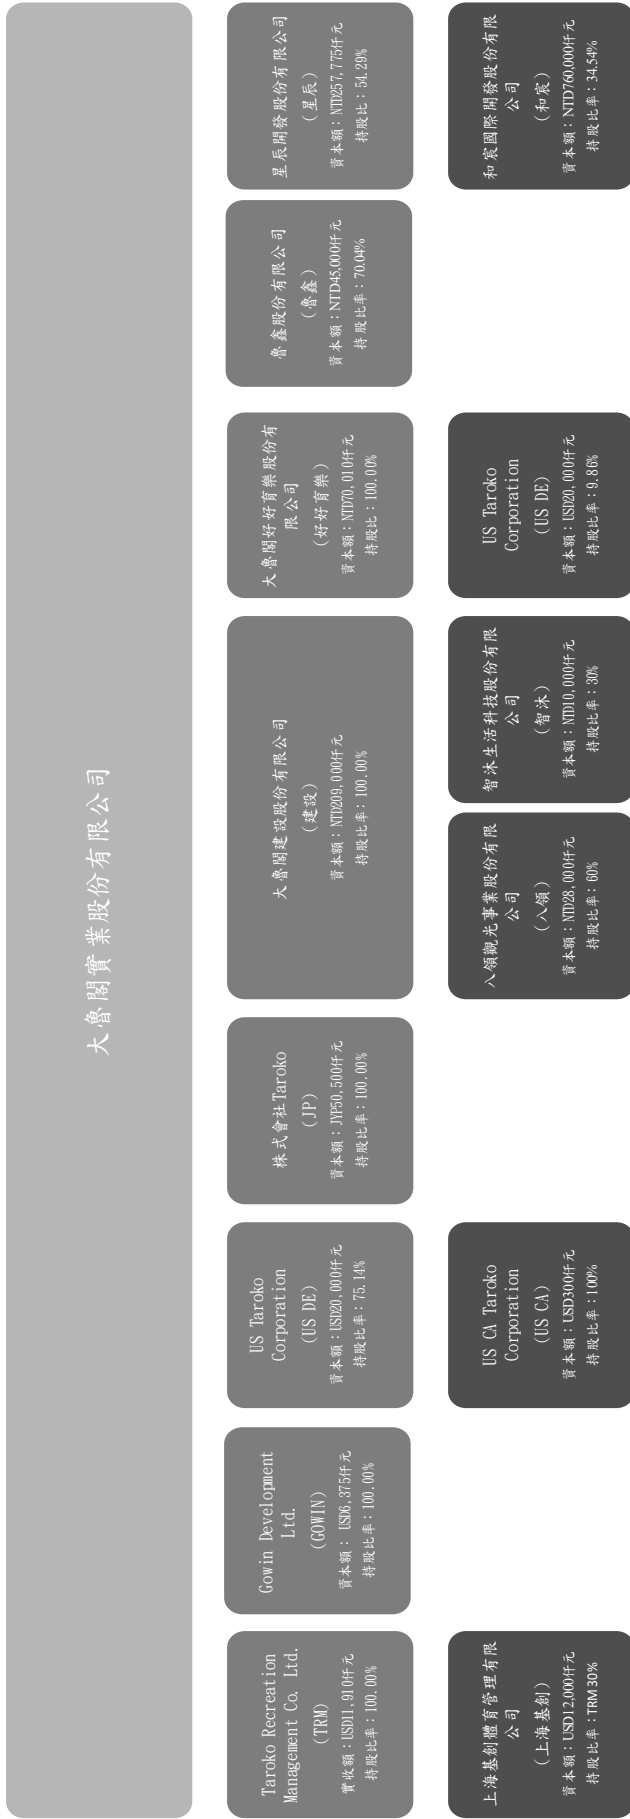 大魯閣實業股份有限公司
Taroko Recreation
Management Co. Ltd.
(TRM)
實收額：USD11,910仟元
持股比率：100.00%
Gowin Development
Ltd.
(GOWIN)
資本額： USD6,375仟元
持股比率：100.00%
US Taroko
Corporation
(US DE)
資本額：USD20,000仟元
持股比率：75.14%
株式會社Taroko
(JP)
資本額：JYP50,500仟元
持股比率：100.00%
大魯閣建設股份有限公司
(建設)
資本額：NTD209,000仟元
持股比率：100.00%
大魯閣好好育樂股份有
限公司
(好好育樂)
資本額：NTD70,010仟元
持股比：100.00%
魯鑫股份有限公司
(魯鑫)
資本額：NTD45,000仟元
持股比率：70.04%
星辰開發股份有限公司
(星辰)
資本額：NTD257,775仟元
持股比：54.29%
上海基創體育管理有限
公司
(上海基創)
資本額：USD12,000仟元
持股比率：TRM 30%
US CA Taroko
Corporation
(US CA)
資本額：USD300仟元
持股比率：100%
八領觀光事業股份有限
公司
(八領)
資本額：NTD28,000仟元
持股比率：60%
智沐生活科技股份有限
公司
(智沐)
資本額：NTD10,000仟元
持股比率：30%
US Taroko
Corporation
(US DE)
資本額：USD20,000仟元
持股比率：9.86%
和宸國際開發股份有限
公司
(和宸)
資本額：NTD760,000仟元
持股比率：34.54%